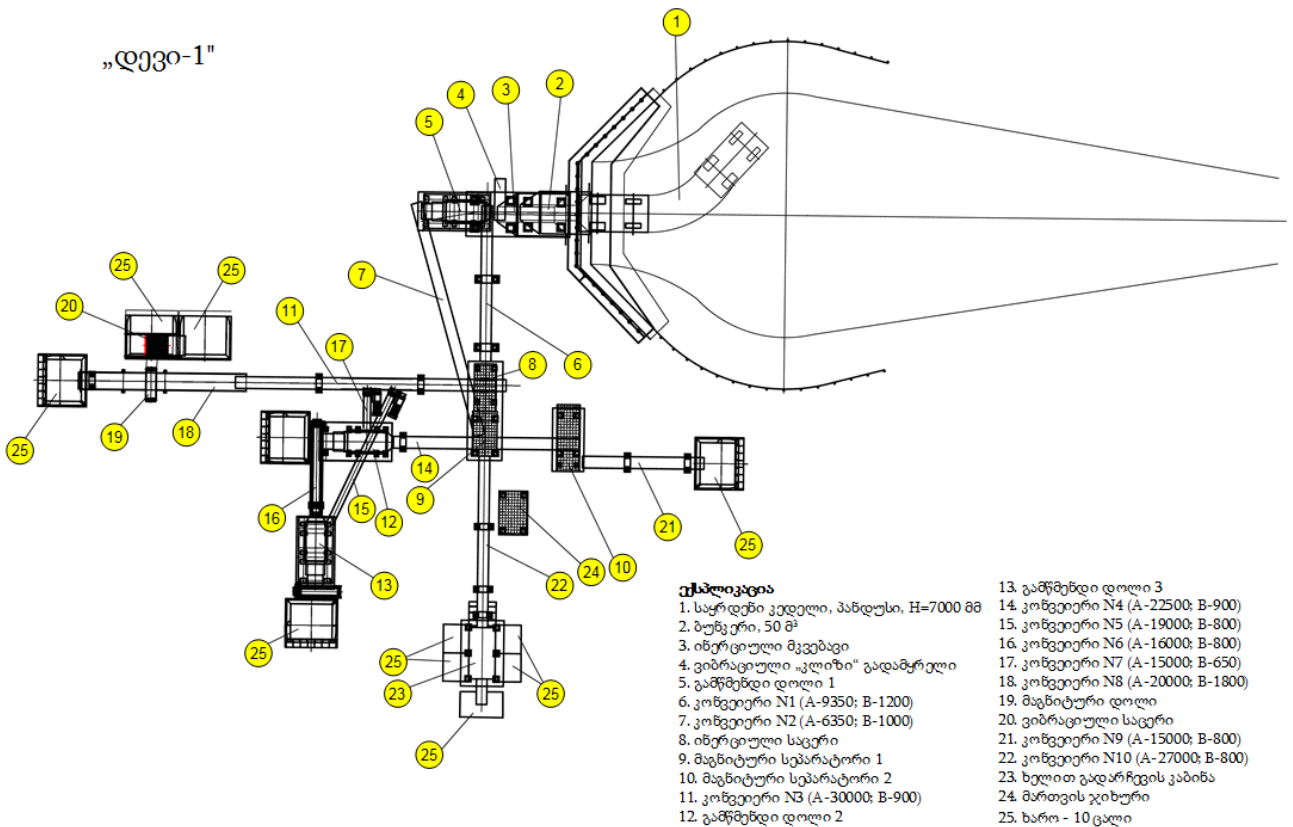 „დევი-1"
1
2
3
4
5
25
25
20
7
11
17
6
8
25
19
18
14
9
15
16
12
21
25
10
24
22
13
25
25
23
25
25
ექსპლიკაცია
1. საყრდენი კედელი, პანდუსი, H=7000 მმ
2. ბუნკერი, 50 მ³
3. ინერციული მკვებავი
4. ვიბრაციული „კლიზი“ გადამყრელი
5. გამწმენდი დოლი 1
6. კონვეიერი N1 (A-9350; B-1200)
7. კონვეიერი N2 (A-6350; B-1000)
8. ინერციული საცერი
9. მაგნიტური სეპარატორი 1
10. მაგნიტური სეპარატორი 2
11. კონვეიერი N3 (A-30000; B-900)
12. გამწმენდი დოლი 2
13. გამწმენდი დოლი 3
14. კონვეიერი N4 (A-22500; B-900)
15. კონვეიერი N5 (A-19000; B-800)
16. კონვეიერი N6 (A-16000; B-800)
17. კონვეიერი N7 (A-15000; B-650)
18. კონვეიერი N8 (A-20000; B-1800)
19. მაგნიტური დოლი
20. ვიბრაციული საცერი
21. კონვეიერი N9 (A-15000; B-800)
22. კონვეიერი N10 (A-27000; B-800)
23. ხელით გადარჩევის კაბინა
24. მართვის ჯიხური
25. ხარო - 10 ცალი